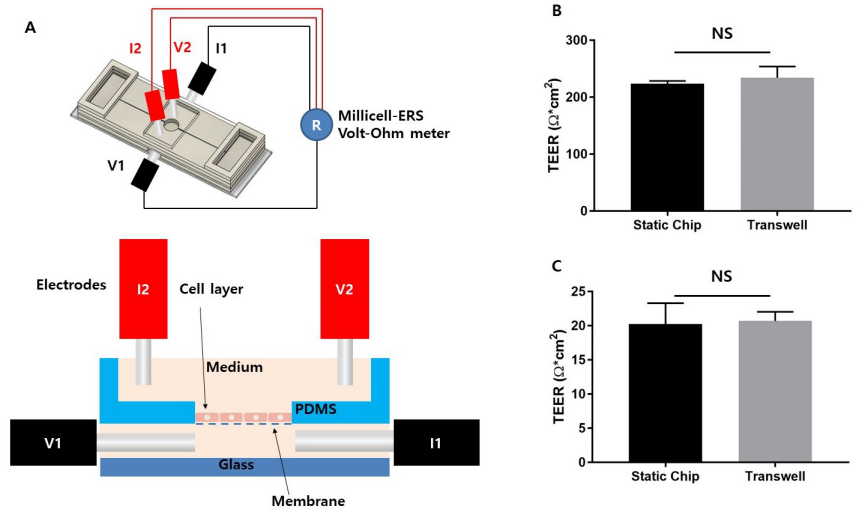 A
I2
V2
I1
V1
R
Millicell-ERS
Volt-Ohm meter
Electrodes
I2
Cell layer
V2
Medium
PDMS
V1
I1
Glass
Membrane
B
NS
TEER (Ω*cm2)
300
200
100
0
Static Chip
Transwell
C
NS
TEER (Ω*cm2)
25
20
15
10
5
0
Static Chip
Transwell